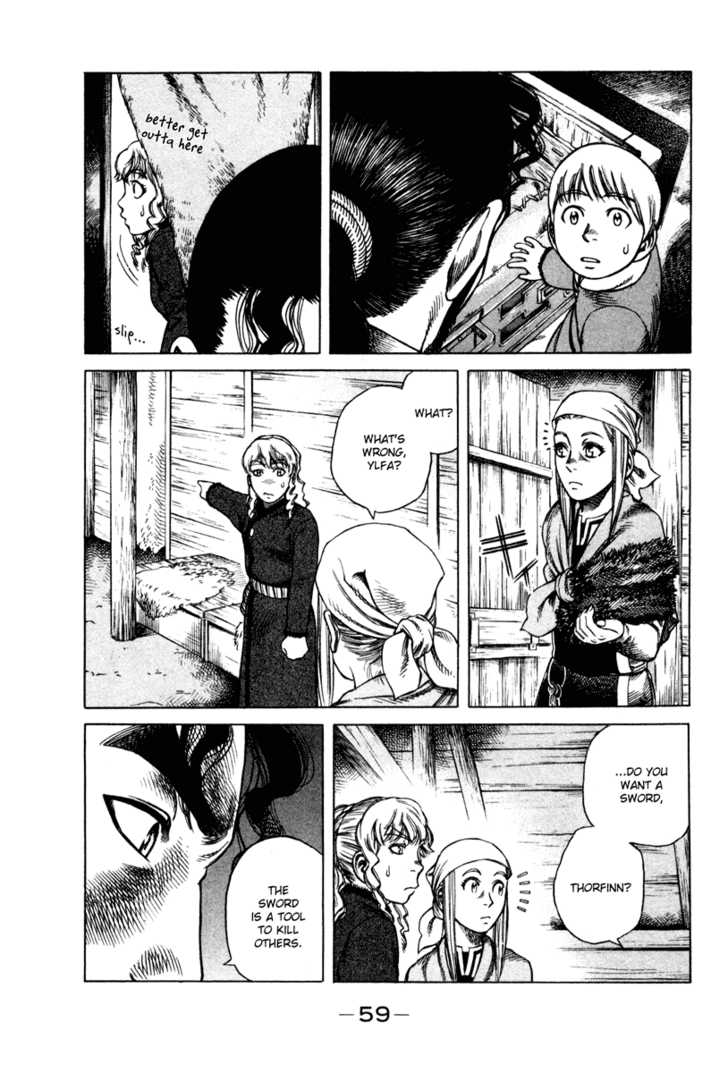 better get
outta here
slip...
WHAT?
WHAT'S
WRONG,
YLFA?
...DO YOU
WANT A
SWORD,
THORFINN?
THE
SWORD
IS A TOOL
TO KILL
OTHERS.
—59—